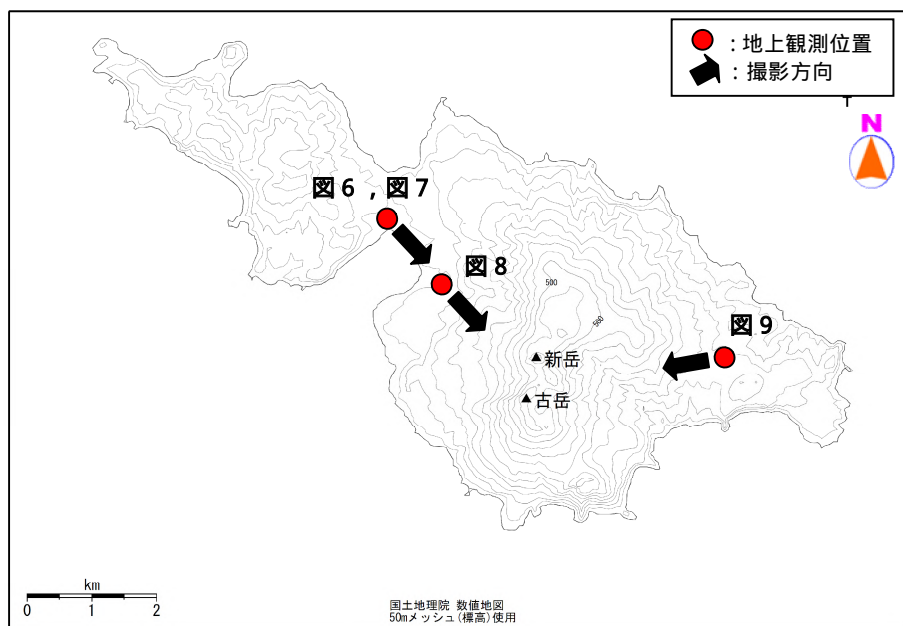 ：地上観測位置
：撮影方向
N
図６，図７
図８
500
500
図９
▲新岳
▲古岳
km
0 1 2
国土地理院 数値地図
50mメッシュ(標高)使用